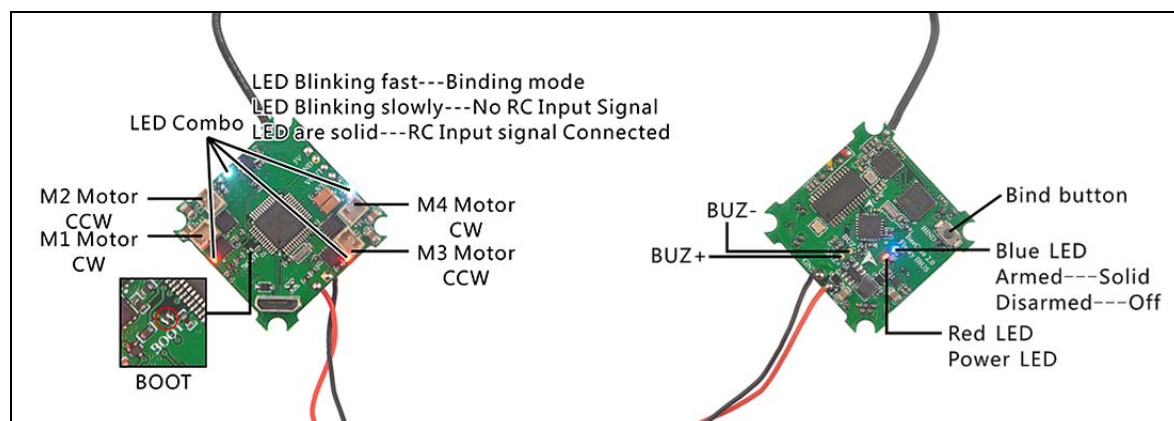 LED Blinking fast---Binding mode
LED Blinking slowly---No RC Input Signal
LED are solid---RC Input signal Connected
LED Combo
M2 Motor
CCW
M1 Motor
CW
M4 Motor
CW
M3 Motor
CCW
BOOT
BOOT
5V
BUZ-
BUZ+
Bind button
Blue LED
Armed---Solid
Disarmed---Off
Red LED
Power LED